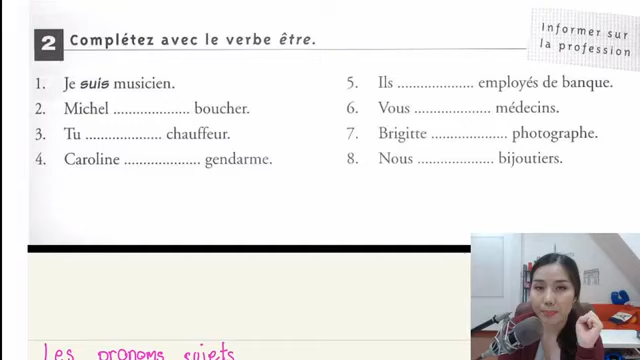 2 Complétez avec le verbe être.
Informer sur
la profession
1. Je suis musicien.
2. Michel .................... boucher.
3. Tu .................... chauffeur.
4. Caroline .................... gendarme.
5. Ils .................... employés de banque.
6. Vous .................... médecins.
7. Brigitte .................... photographe.
8. Nous .................... bijoutiers.
Les pronoms sujets